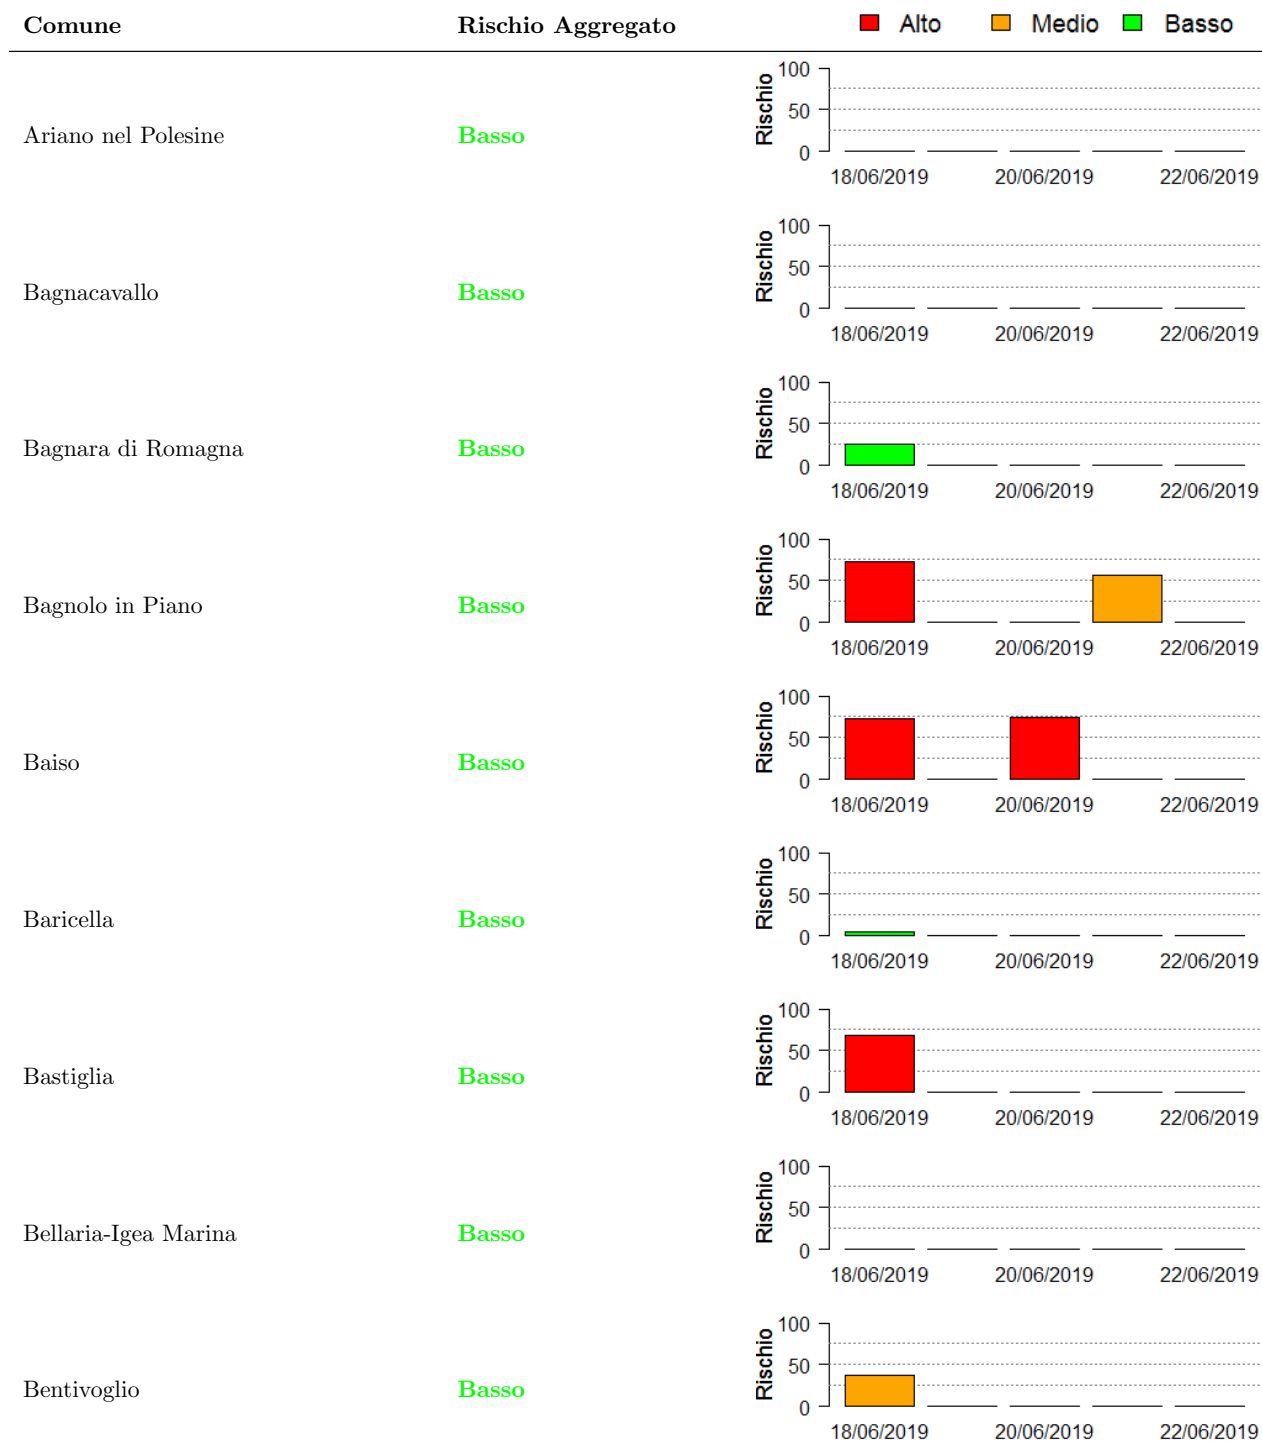 Comune Rischio Aggregato Alto Medio Basso
Ariano nel Polesine Basso
Rischio
100
50
0
18/06/2019 20/06/2019 22/06/2019
Bagnacavallo Basso
Rischio
100
50
0
18/06/2019 20/06/2019 22/06/2019
Bagnara di Romagna Basso
Rischio
100
50
0
18/06/2019 20/06/2019 22/06/2019
Bagnolo in Piano Basso
Rischio
100
50
0
18/06/2019 20/06/2019 22/06/2019
Baiso Basso
Rischio
100
50
0
18/06/2019 20/06/2019 22/06/2019
Baricella Basso
Rischio
100
50
0
18/06/2019 20/06/2019 22/06/2019
Bastiglia Basso
Rischio
100
50
0
18/06/2019 20/06/2019 22/06/2019
Bellaria-Igea Marina Basso
Rischio
100
50
0
18/06/2019 20/06/2019 22/06/2019
Bentivoglio Basso
Rischio
100
50
0
18/06/2019 20/06/2019 22/06/2019